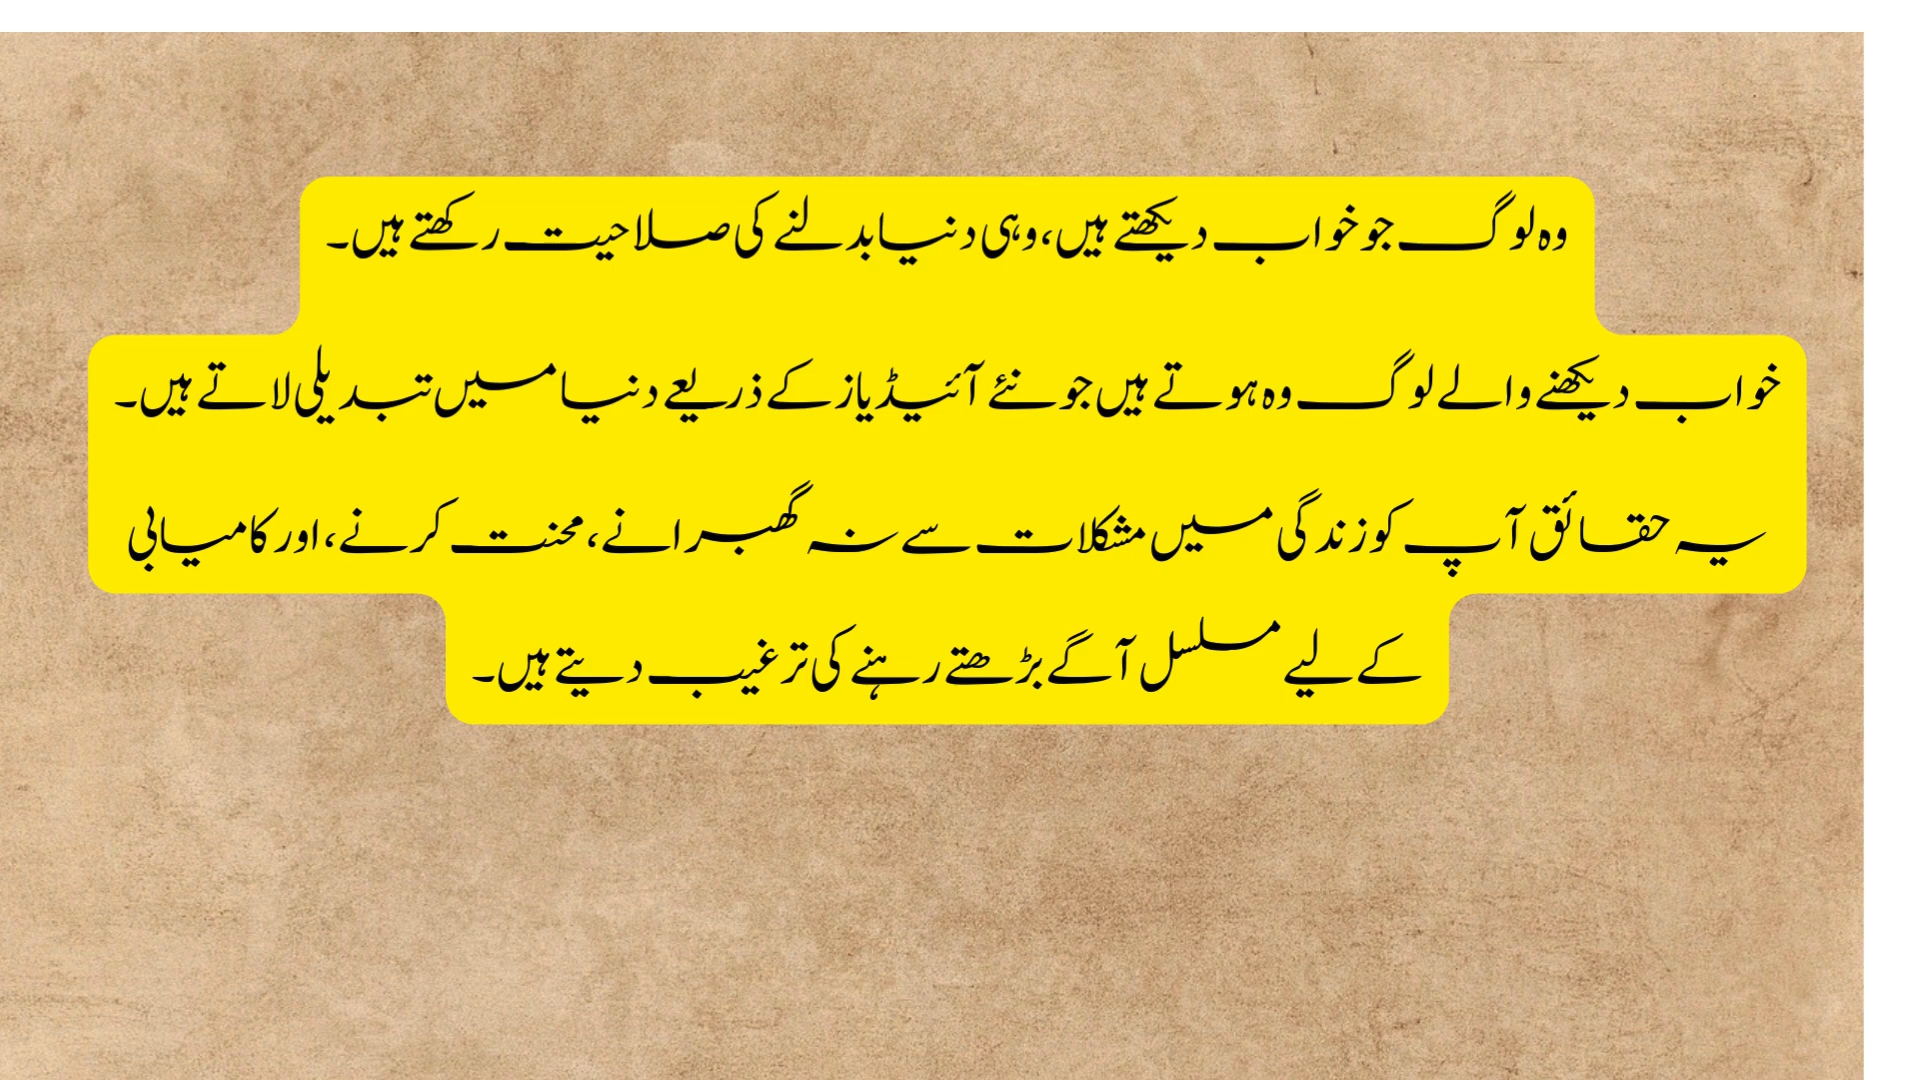 وہ لوگ جو خواب دیکھتے ہیں، وہی دنیا بدلنے کی صلاحیت رکھتے ہیں۔
خواب دیکھنے والے لوگ وہ ہوتے ہیں جو نئے آئیڈیاز کے ذریعے دنیا میں تبدیلی لاتے ہیں۔
یہ حقائق آپ کو زندگی میں مشکلات سے نہ گھبرانے، محنت کرنے، اور کامیابی
کے لیے مسلسل آگے بڑھتے رہنے کی ترغیب دیتے ہیں۔